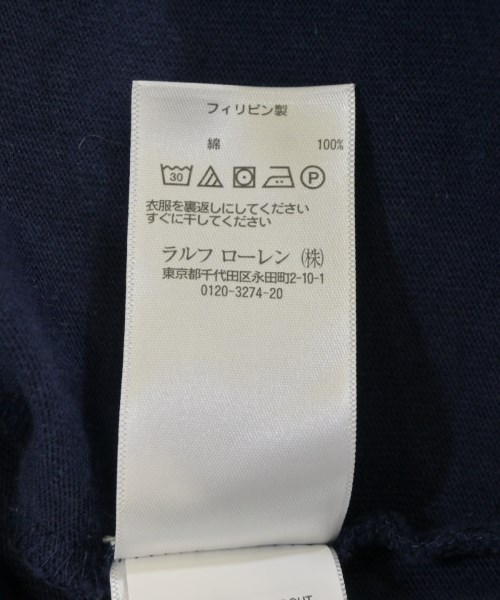 フィリピン製
綿 100%
30 P
衣服を裏返しにしてください
すぐに干してください
ラルフ ローレン (株)
東京都千代田区永田町2-10-1
0120-3274-20